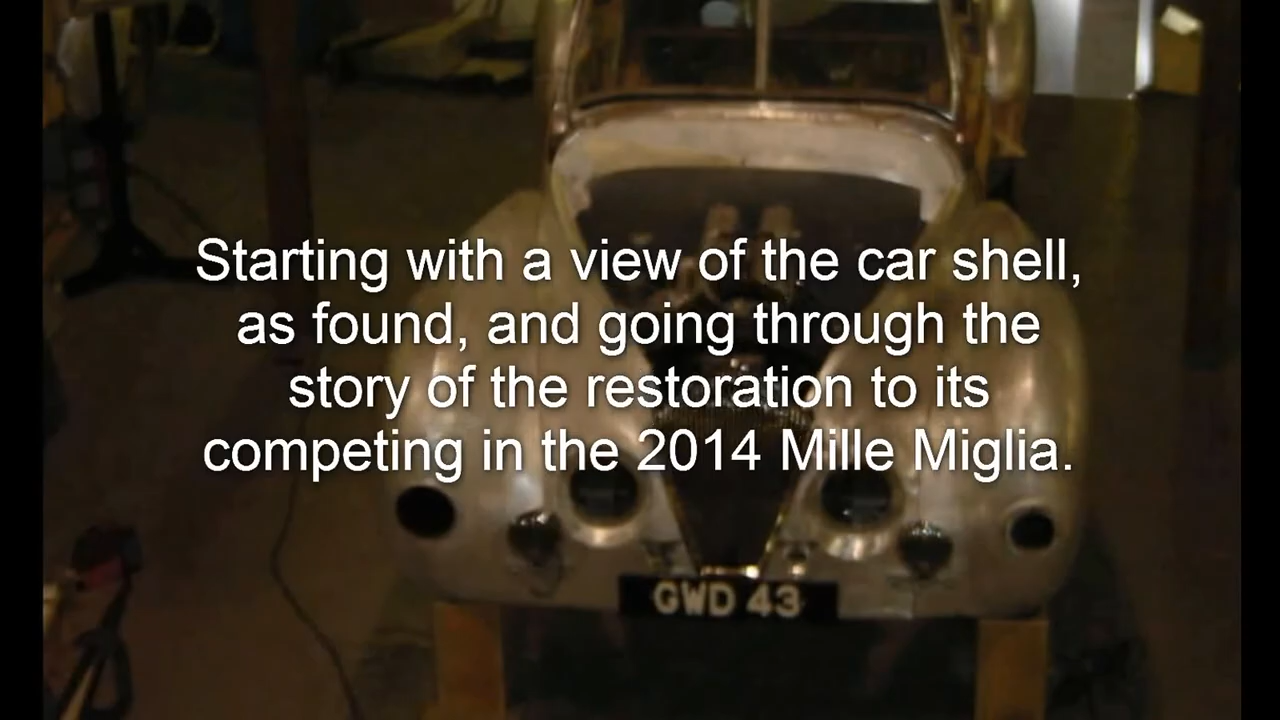 Starting with a view of the car shell,
as found, and going through the
story of the restoration to its
competing in the 2014 Mille Miglia.
GWD 43